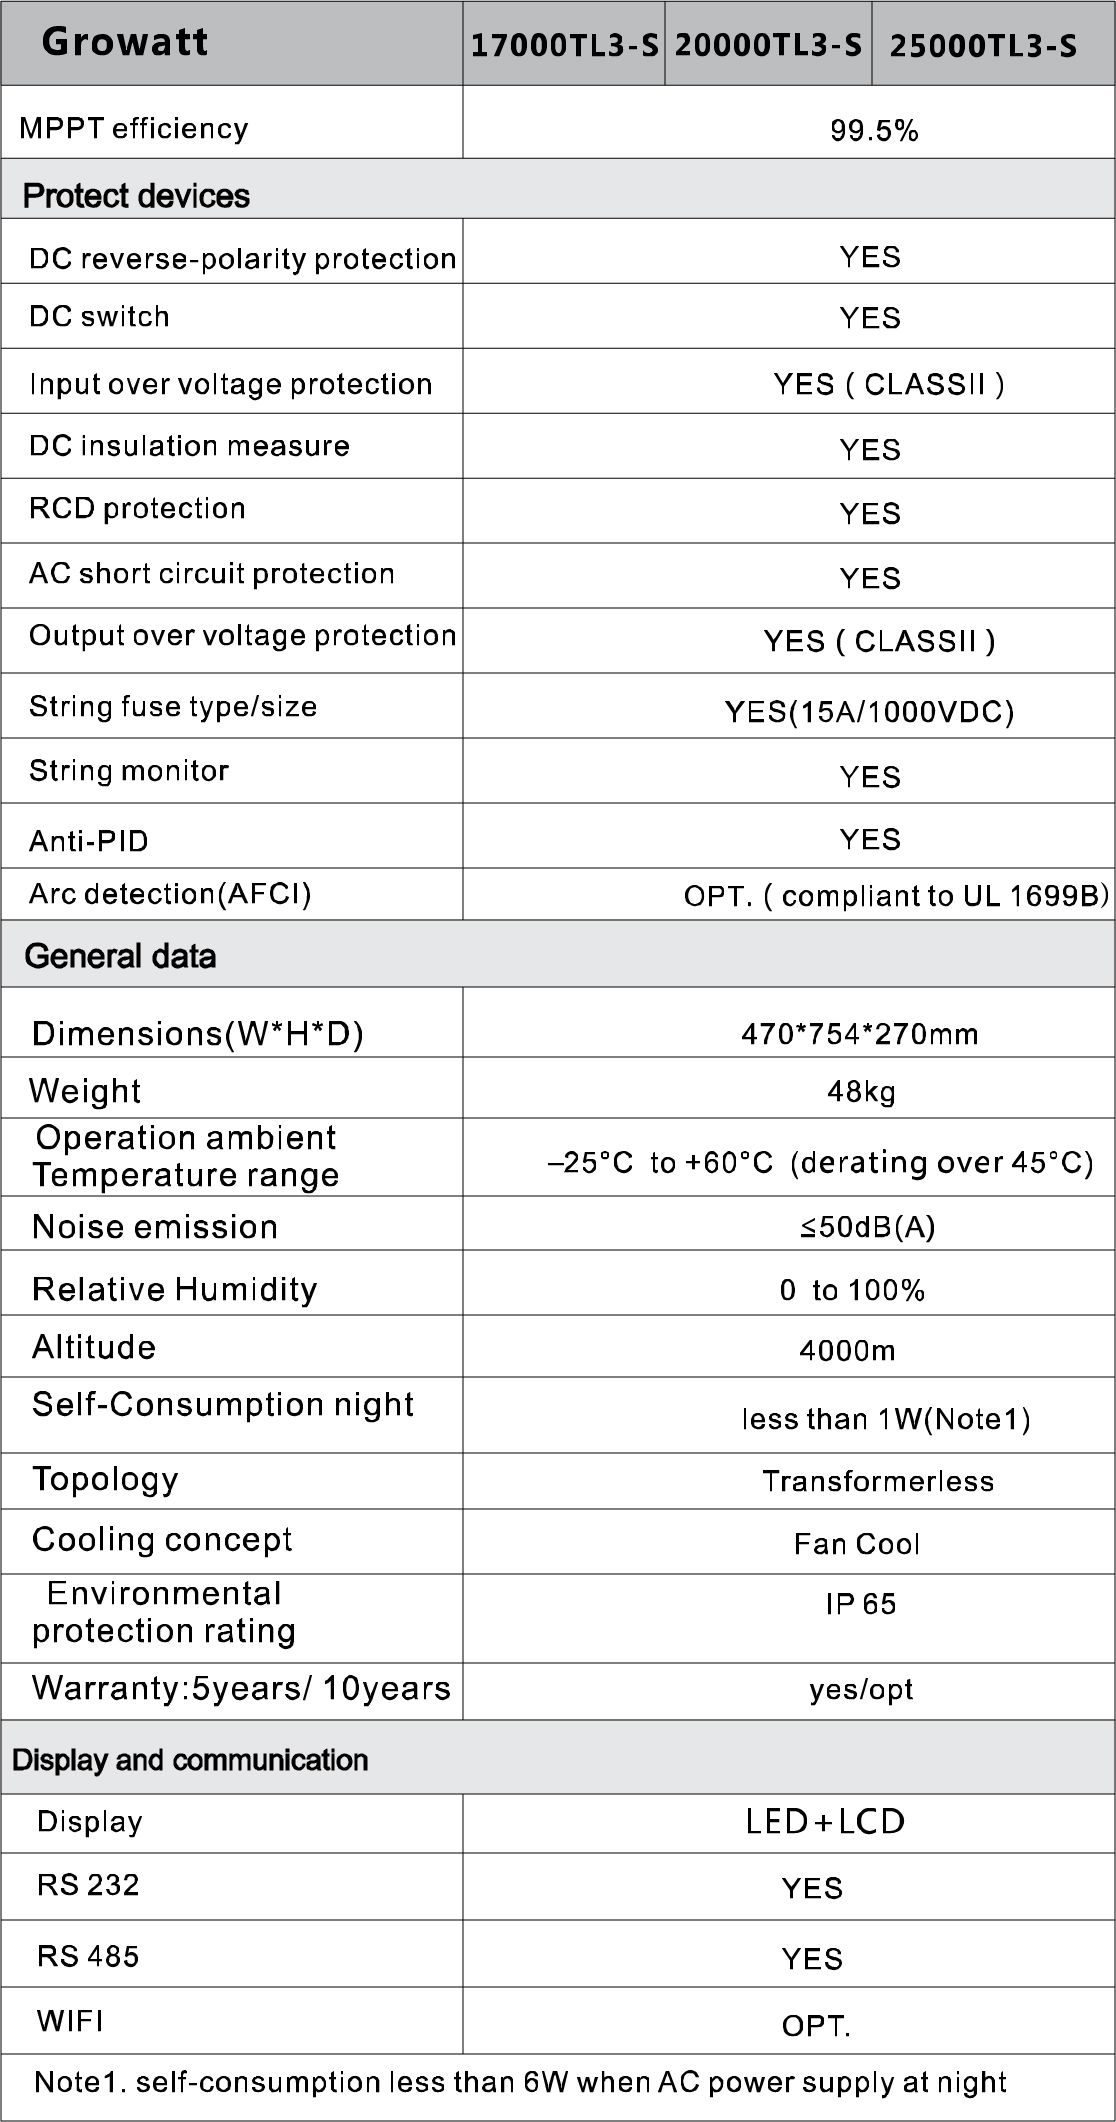 Growatt 17000TL3-S 20000TL3-S 25000TL3-S
MPPT efficiency 99.5%
Protect devices
DC reverse-polarity protection YES
DC switch YES
Input over voltage protection YES ( CLASSII )
DC insulation measure YES
RCD protection YES
AC short circuit protection YES
Output over voltage protection YES ( CLASSII )
String fuse type/size YES(15A/1000VDC)
String monitor YES
Anti-PID YES
Arc detection(AFCI) OPT. ( compliant to UL 1699B)
General data
Dimensions(W*H*D) 470*754*270mm
Weight 48kg
Operation ambient
Temperature range –25°C to +60°C (derating over 45°C)
Noise emission ≤50dB(A)
Relative Humidity 0 to 100%
Altitude 4000m
Self-Consumption night less than 1W(Note1)
Topology Transformerless
Cooling concept Fan Cool
Environmental
protection rating IP 65
Warranty:5years/ 10years yes/opt
Display and communication
Display LED+LCD
RS 232 YES
RS 485 YES
WIFI OPT.
Note1. self-consumption less than 6W when AC power supply at night